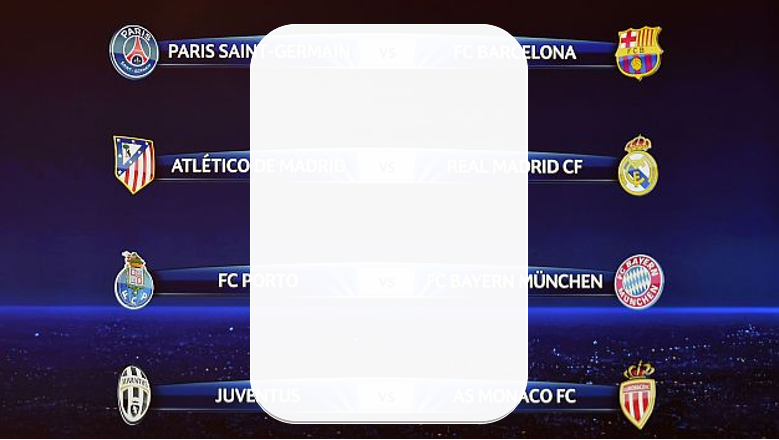 PARIS SAINT-GERMAIN VS FC BARCELONA
ATLÉTICO DE MADRID VS REAL MADRID CF
FC PORTO VS FC BAYERN MÜNCHEN
JUVENTUS VS AS MONACO FC